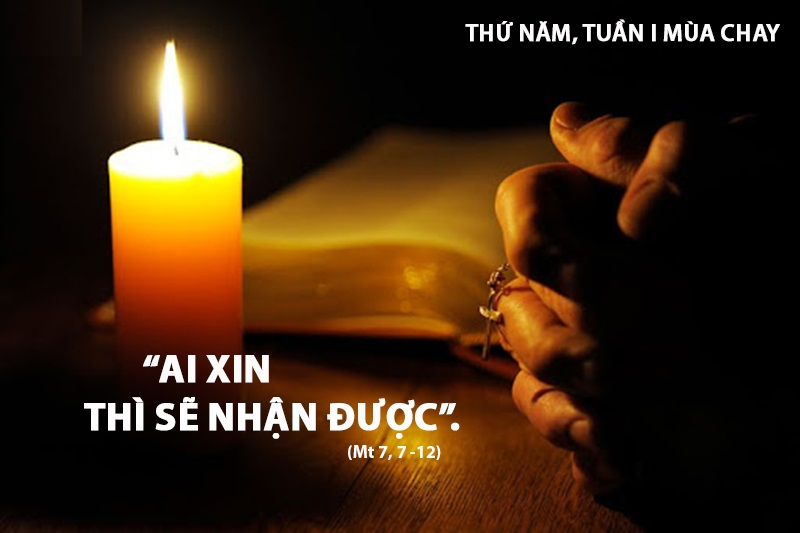 THỨ NĂM, TUẦN I MÙA CHAY
“AI XIN
THÌ SẼ NHẬN ĐƯỢC”.
(Mt 7, 7 -12)